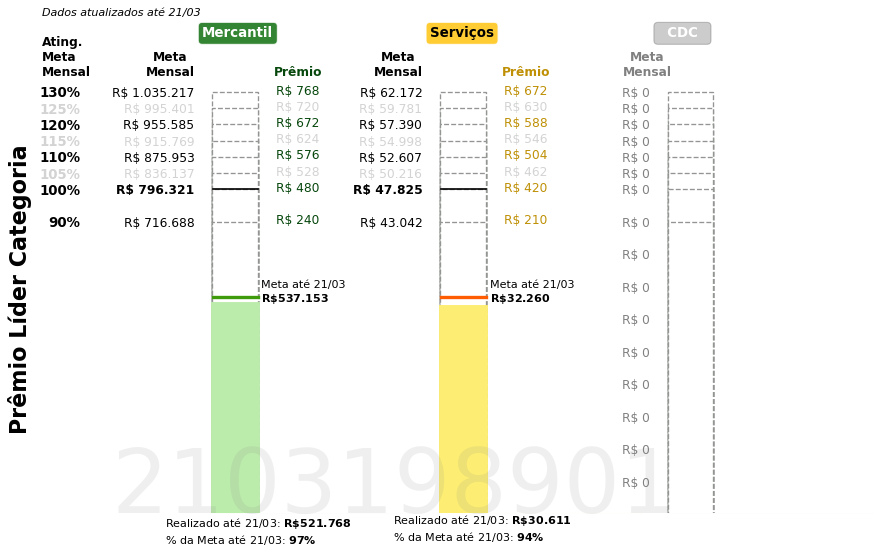 Dados atualizados até 21/03
Mercantil Serviços CDC
Ating. Meta Mensal
Meta Mensal Prêmio Meta Mensal Prêmio Meta Mensal
130% R$ 1.035.217 R$ 768 R$ 62.172 R$ 672 R$ 0
125% R$ 995.401 R$ 720 R$ 59.781 R$ 630 R$ 0
120% R$ 955.585 R$ 672 R$ 57.390 R$ 588 R$ 0
115% R$ 915.769 R$ 624 R$ 54.998 R$ 546 R$ 0
110% R$ 875.953 R$ 576 R$ 52.607 R$ 504 R$ 0
105% R$ 836.137 R$ 528 R$ 50.216 R$ 462 R$ 0
100% R$ 796.321 R$ 480 R$ 47.825 R$ 420 R$ 0
90% R$ 716.688 R$ 240 R$ 43.042 R$ 210 R$ 0
R$ 0
Meta até 21/03 Meta até 21/03
R$537.153 R$32.260 R$ 0
R$ 0
R$ 0
R$ 0
R$ 0
R$ 0
R$ 0
Prêmio Líder Categoria
2103198901
Realizado até 21/03: R$521.768 Realizado até 21/03: R$30.611
% da Meta até 21/03: 97% % da Meta até 21/03: 94%